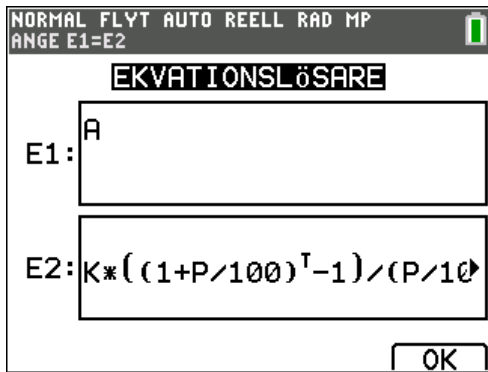 NORMAL FLYT AUTO REELL RAD MP
ANGE E1=E2
EKVATIONSLöSARE
E1: A
E2: K*((1+P/100)ᵀ-1)/(P/10
OK